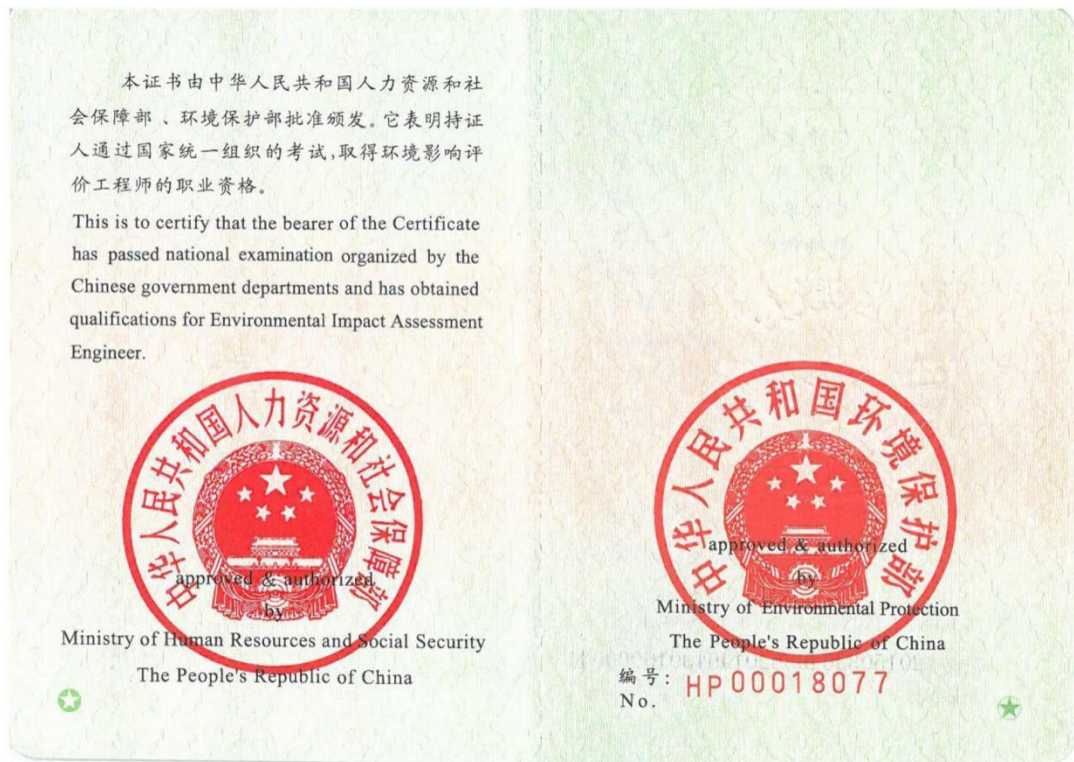 本证书由中华人民共和国人力资源和社
会保障部、环境保护部批准颁发。它表明持证
人通过国家统一组织的考试,取得环境影响评
价工程师的职业资格。
This is to certify that the bearer of the Certificate
has passed national examination organized by the
Chinese government departments and has obtained
qualifications for Environmental Impact Assessment
Engineer.
中华人民共和国人力资源和社会保障部
approved & authorized
by
Ministry of Human Resources and Social Security
The People's Republic of China
中华人民共和国环境保护部
approved & authorized
by
Ministry of Environmental Protection
The People's Republic of China
编号: HP00018077
No.